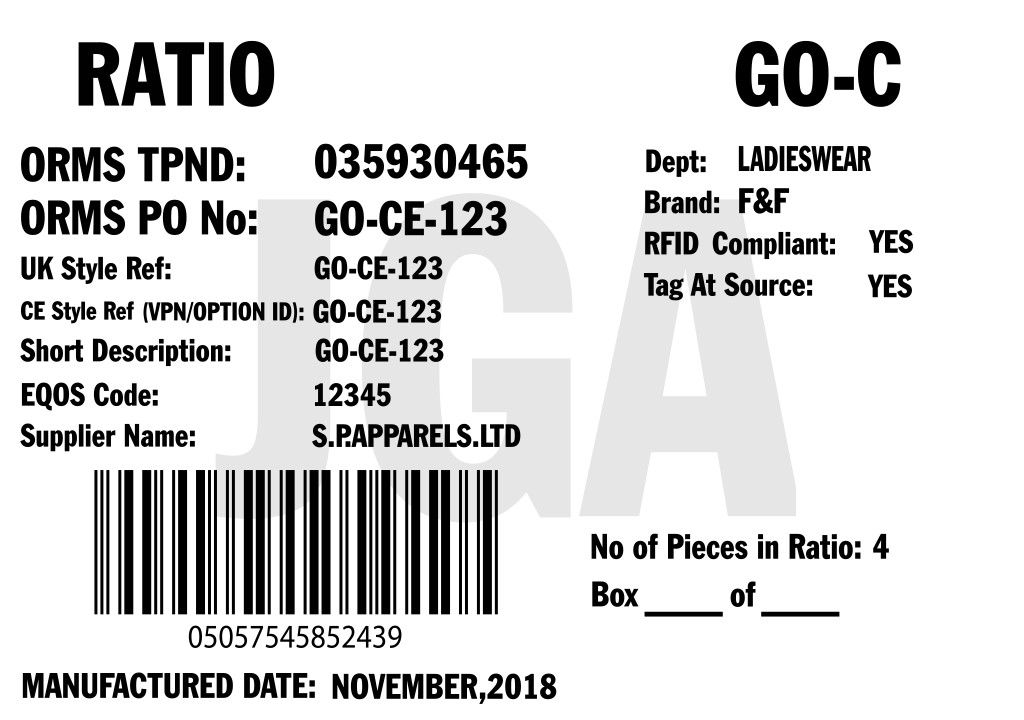 RATIO GO-C
ORMS TPND: 035930465
ORMS PO No: GO-CE-123
UK Style Ref: GO-CE-123
CE Style Ref (VPN/OPTION ID): GO-CE-123
Short Description: GO-CE-123
EQOS Code: 12345
Supplier Name: S.P.APPARELS.LTD
Dept: LADIESWEAR
Brand: F&F
RFID Compliant: YES
Tag At Source: YES
JGA
05057545852439
No of Pieces in Ratio: 4
Box _____ of _____
MANUFACTURED DATE: NOVEMBER,2018